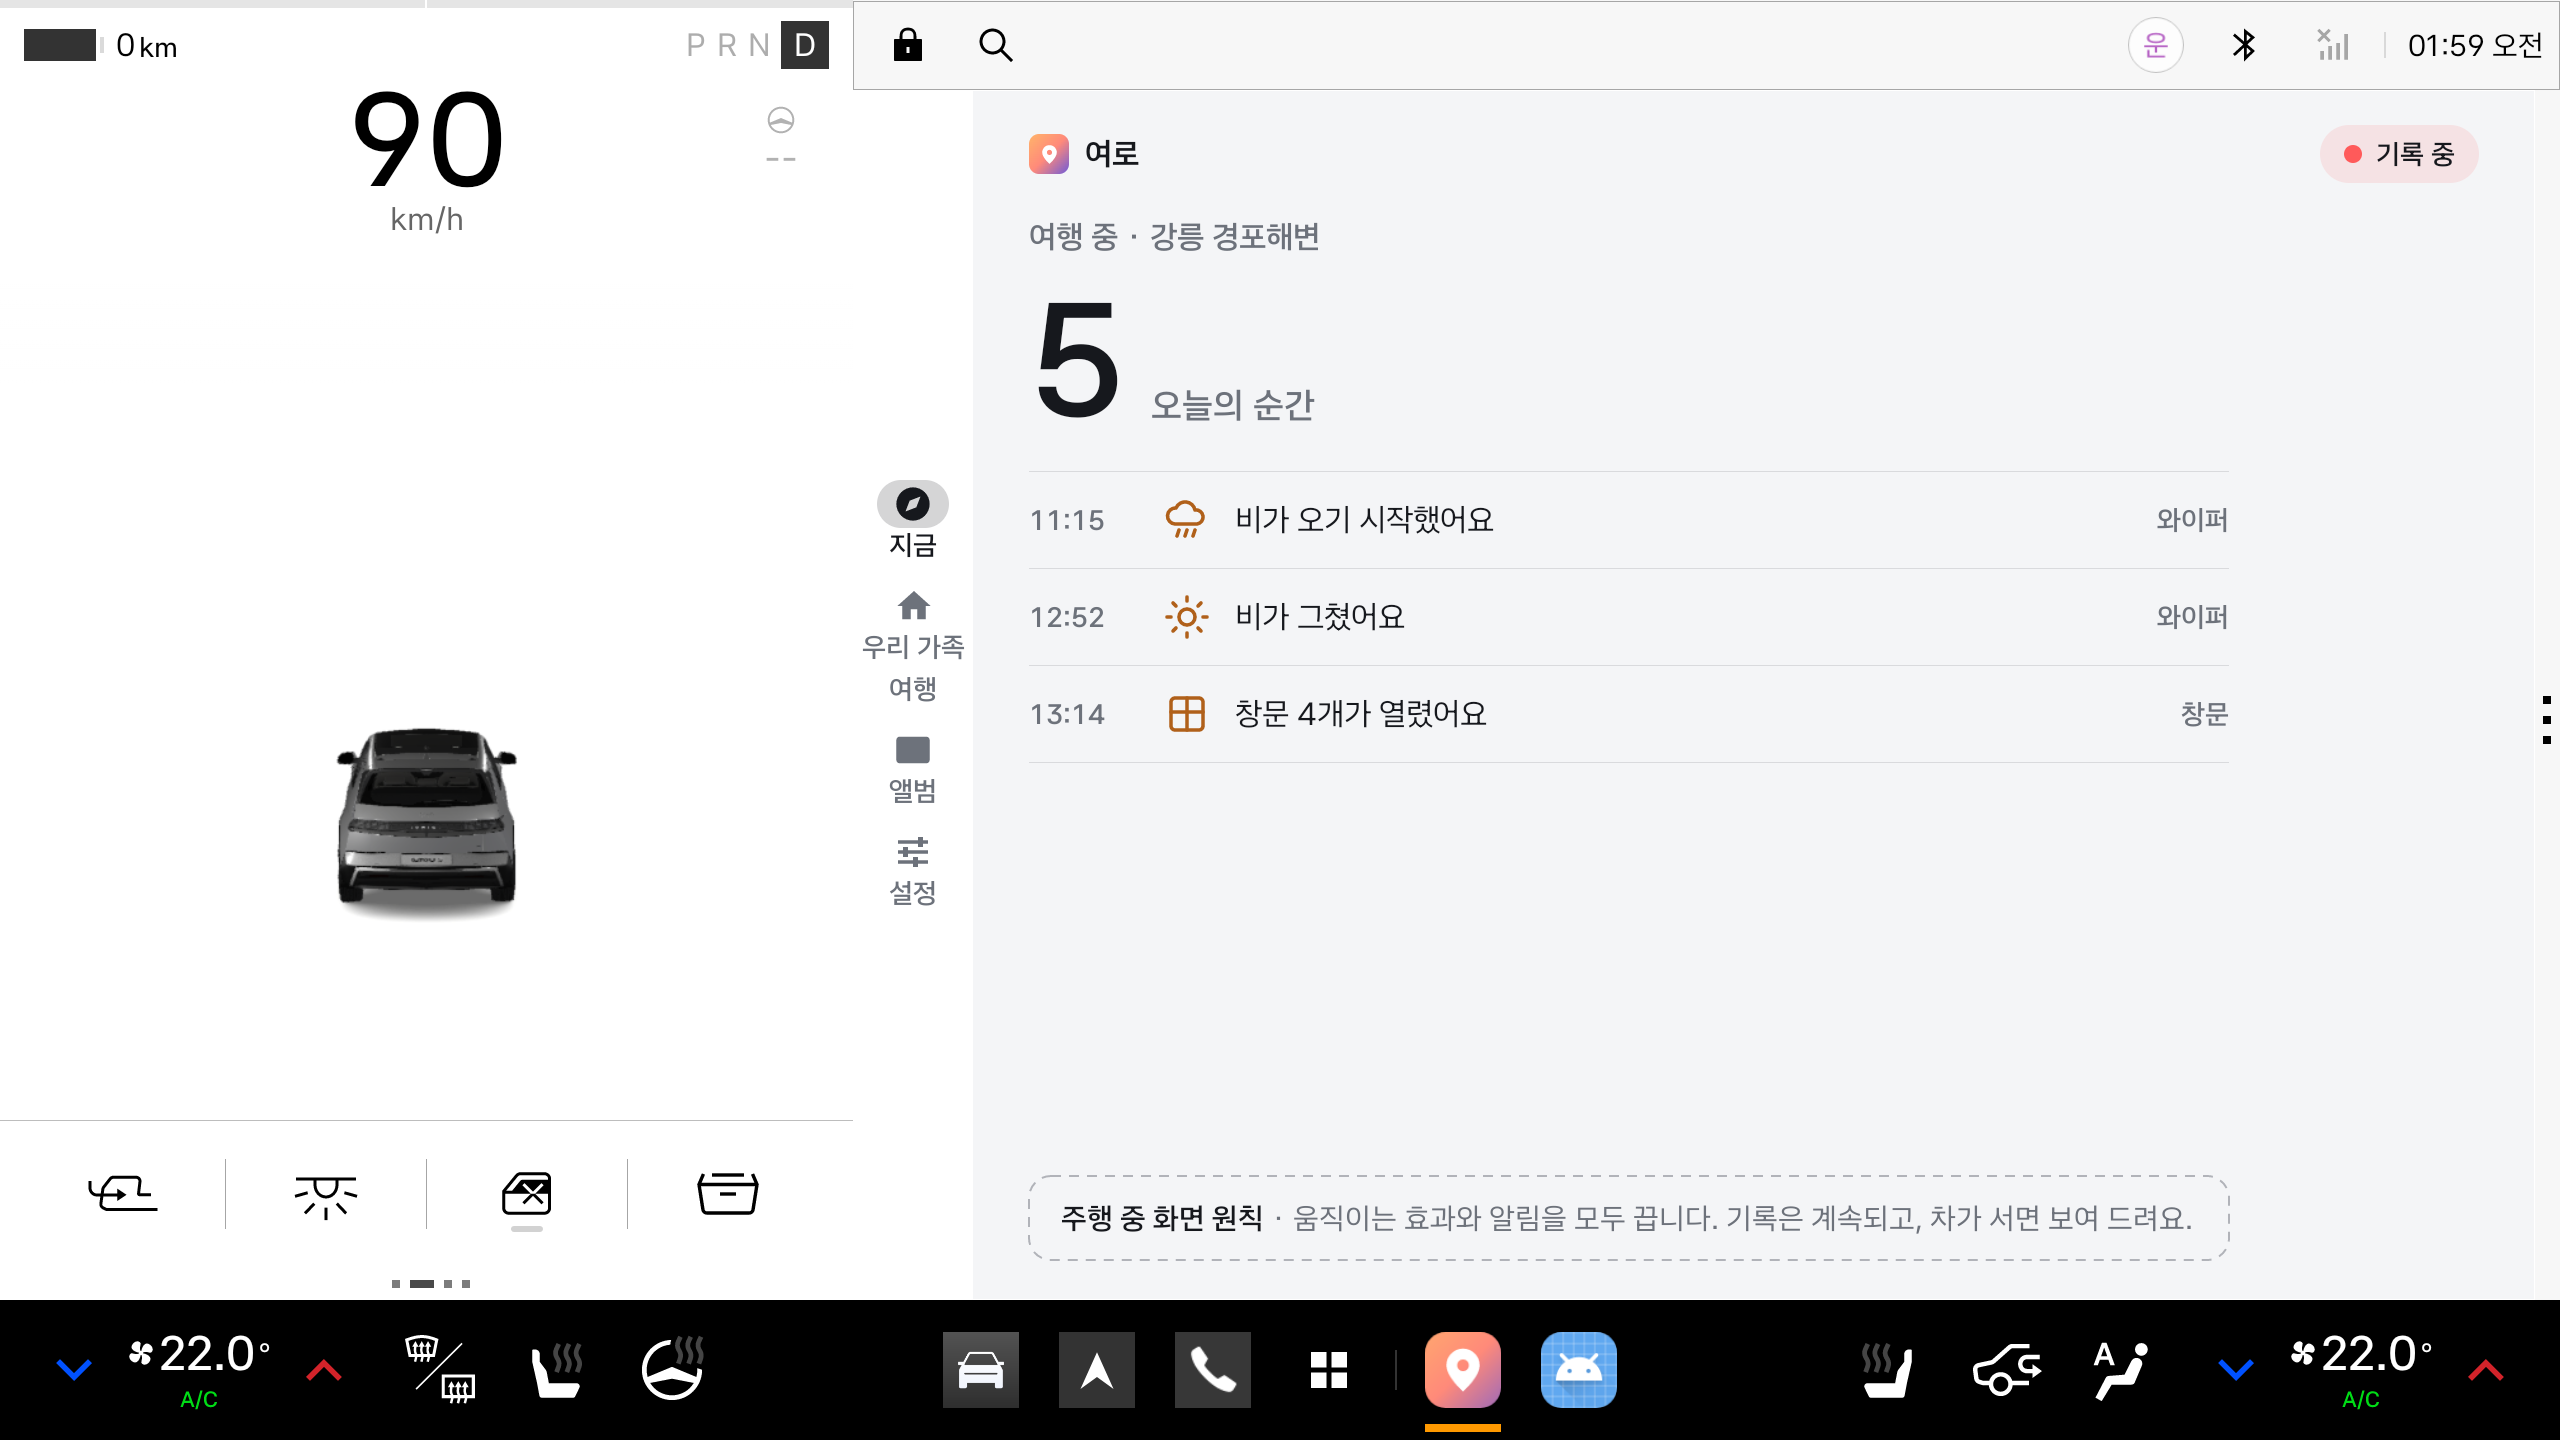 0 km
P R N D
90
km/h
--
운
01:59 오전
여로
기록 중
여행 중 · 강릉 경포해변
5 오늘의 순간
11:15 비가 오기 시작했어요 와이퍼
12:52 비가 그쳤어요 와이퍼
13:14 창문 4개가 열렸어요 창문
지금
우리 가족
여행
앨범
설정
주행 중 화면 원칙 · 움직이는 효과와 알림을 모두 끕니다. 기록은 계속되고, 차가 서면 보여 드려요.
22.0°
A/C
A
22.0°
A/C